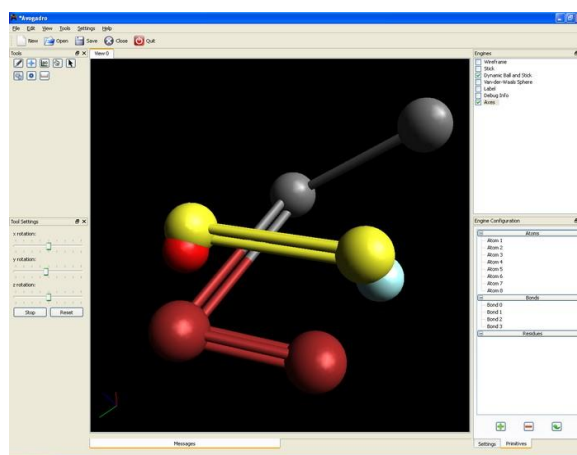 *Avogadro
File Edit View Tools Settings Help
New Open Save Close Quit
Tools
View 0
Engines
Wireframe
Stick
Dynamic Ball and Stick
Van-der-Waals Sphere
Label
Debug Info
Axes
Tool Settings
x rotation:
y rotation:
z rotation:
Stop Reset
Engine Configuration
Atoms
Atom 1
Atom 2
Atom 3
Atom 4
Atom 5
Atom 6
Atom 7
Atom 8
Bonds
Bond 0
Bond 1
Bond 2
Bond 3
Residues
Messages
Settings Primitives